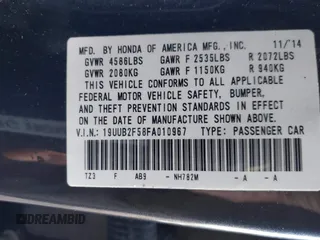 MFD. BY HONDA OF AMERICA MFG., INC. 11/14
GVWR 4586LBS GAWR F 2535LBS R 2072LBS
GVWR 2080KG GAWR F 1150KG R 940KG
THIS VEHICLE CONFORMS TO ALL APPLICABLE
FEDERAL MOTOR VEHICLE SAFETY, BUMPER,
AND THEFT PREVENTION STANDARDS IN EFFECT
ON THE DATE OF MANUFACTURE SHOWN ABOVE.
V.I.N.: 19UUB2F58FA010967 TYPE: PASSENGER CAR
TZ3 F AB9 - NH782M - A - A
DREAMBID